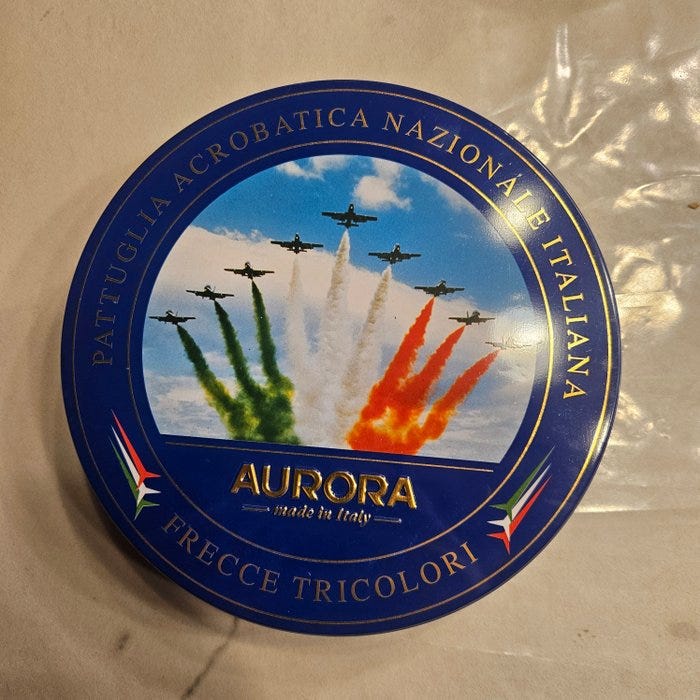 PATTUGLIA ACROBATICA NAZIONALE ITALIANA
AURORA
made in Italy
FRECCE TRICOLORI